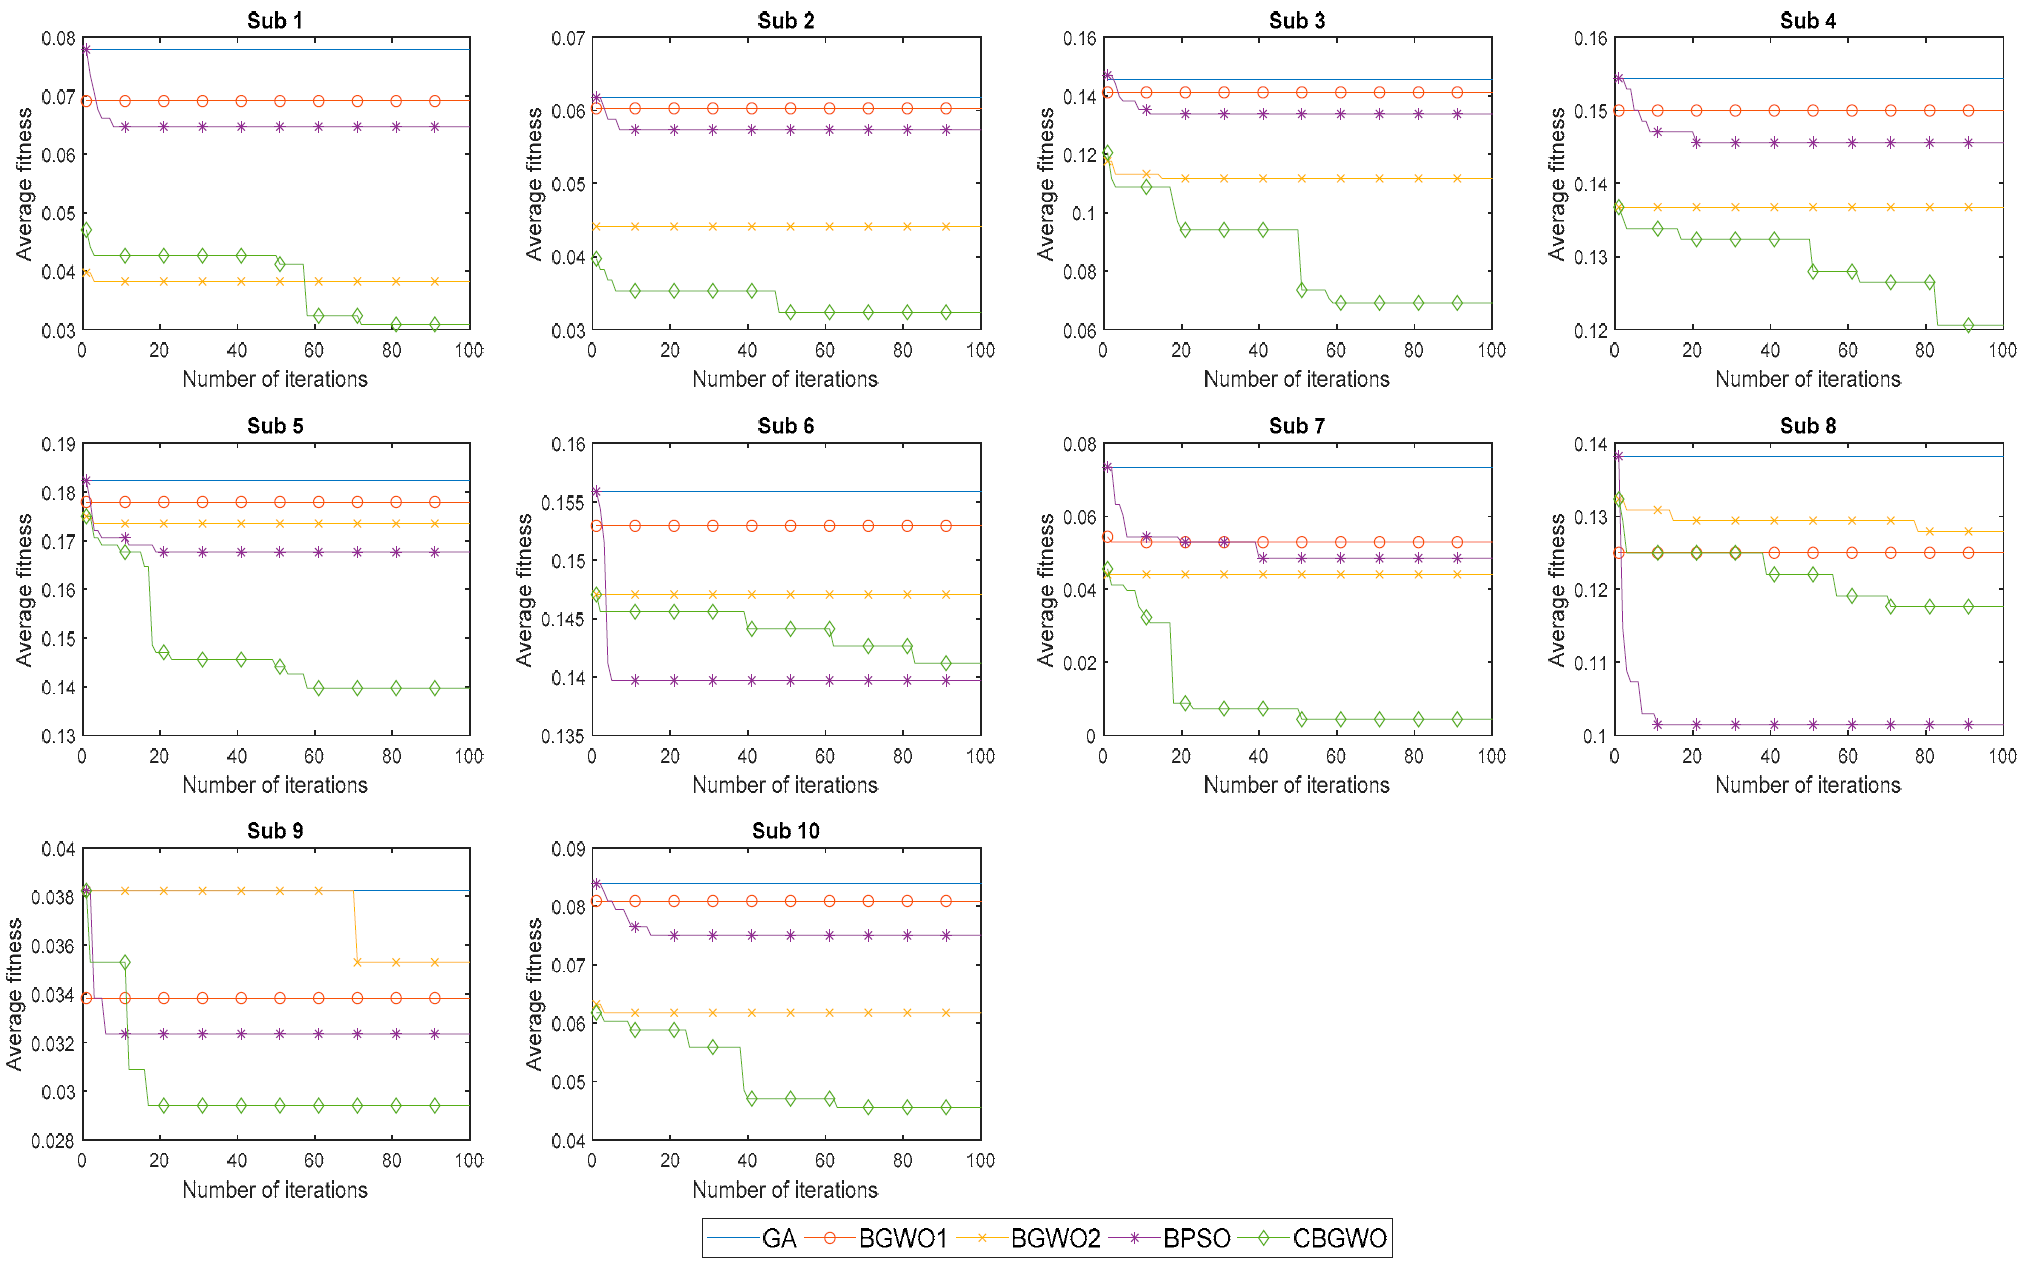 Sub 1
0.08
0.07
0.06
0.05
0.04
0.03
Average fitness
0 20 40 60 80 100
Number of iterations
Sub 2
0.07
0.06
0.05
0.04
0.03
Average fitness
0 20 40 60 80 100
Number of iterations
Sub 3
0.16
0.14
0.12
0.1
0.08
0.06
Average fitness
0 20 40 60 80 100
Number of iterations
Sub 4
0.16
0.15
0.14
0.13
0.12
Average fitness
0 20 40 60 80 100
Number of iterations
Sub 5
0.19
0.18
0.17
0.16
0.15
0.14
0.13
Average fitness
0 20 40 60 80 100
Number of iterations
Sub 6
0.16
0.155
0.15
0.145
0.14
0.135
Average fitness
0 20 40 60 80 100
Number of iterations
Sub 7
0.08
0.06
0.04
0.02
0
Average fitness
0 20 40 60 80 100
Number of iterations
Sub 8
0.14
0.13
0.12
0.11
0.1
Average fitness
0 20 40 60 80 100
Number of iterations
Sub 9
0.04
0.038
0.036
0.034
0.032
0.03
0.028
Average fitness
0 20 40 60 80 100
Number of iterations
Sub 10
0.09
0.08
0.07
0.06
0.05
0.04
Average fitness
0 20 40 60 80 100
Number of iterations
GA BGWO1 BGWO2 BPSO CBGWO